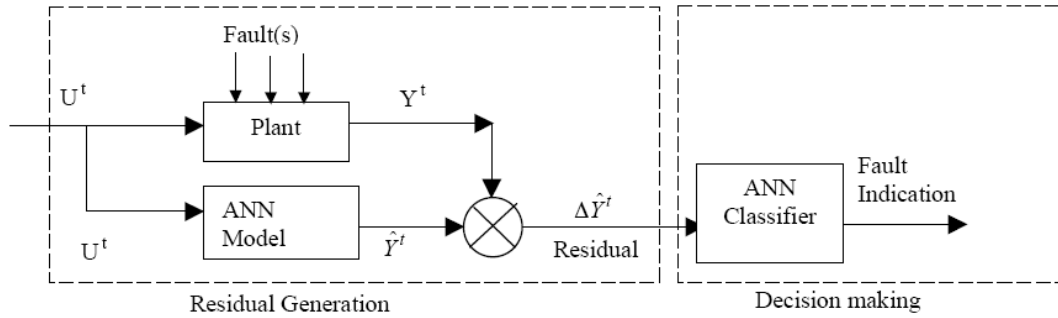 Fault(s)
U^t
Y^t
Plant
ANN
Model
U^t
Ŷ^t
ΔŶ^t
Residual
ANN
Classifier
Fault
Indication
Residual Generation
Decision making